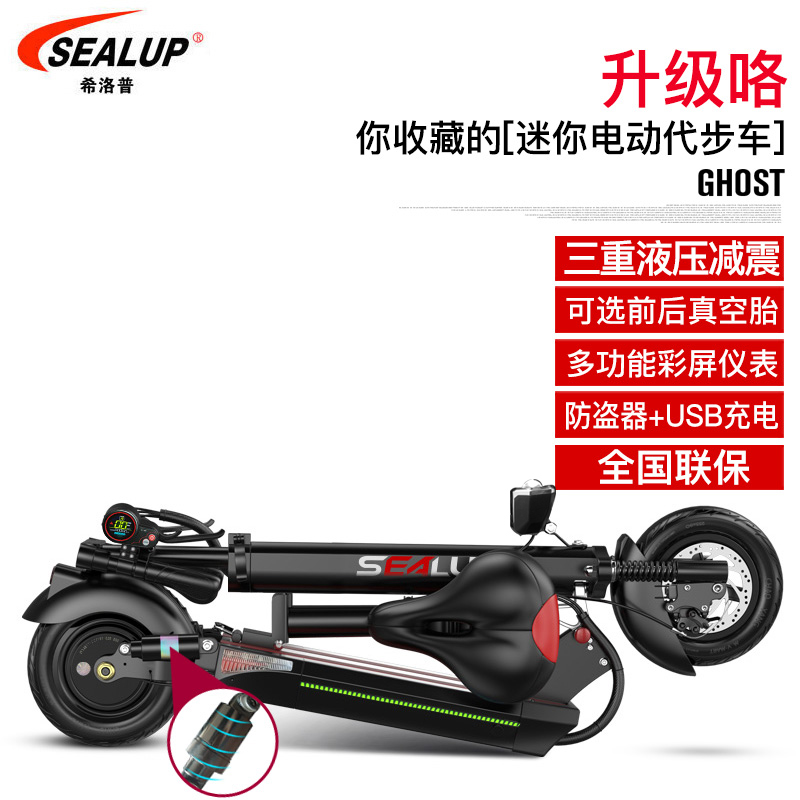 SEALUP®
希洛普
升级咯
你收藏的[迷你电动代步车]
GHOST
三重液压减震
可选前后真空胎
多功能彩屏仪表
防盗器+USB充电
全国联保
SEALU